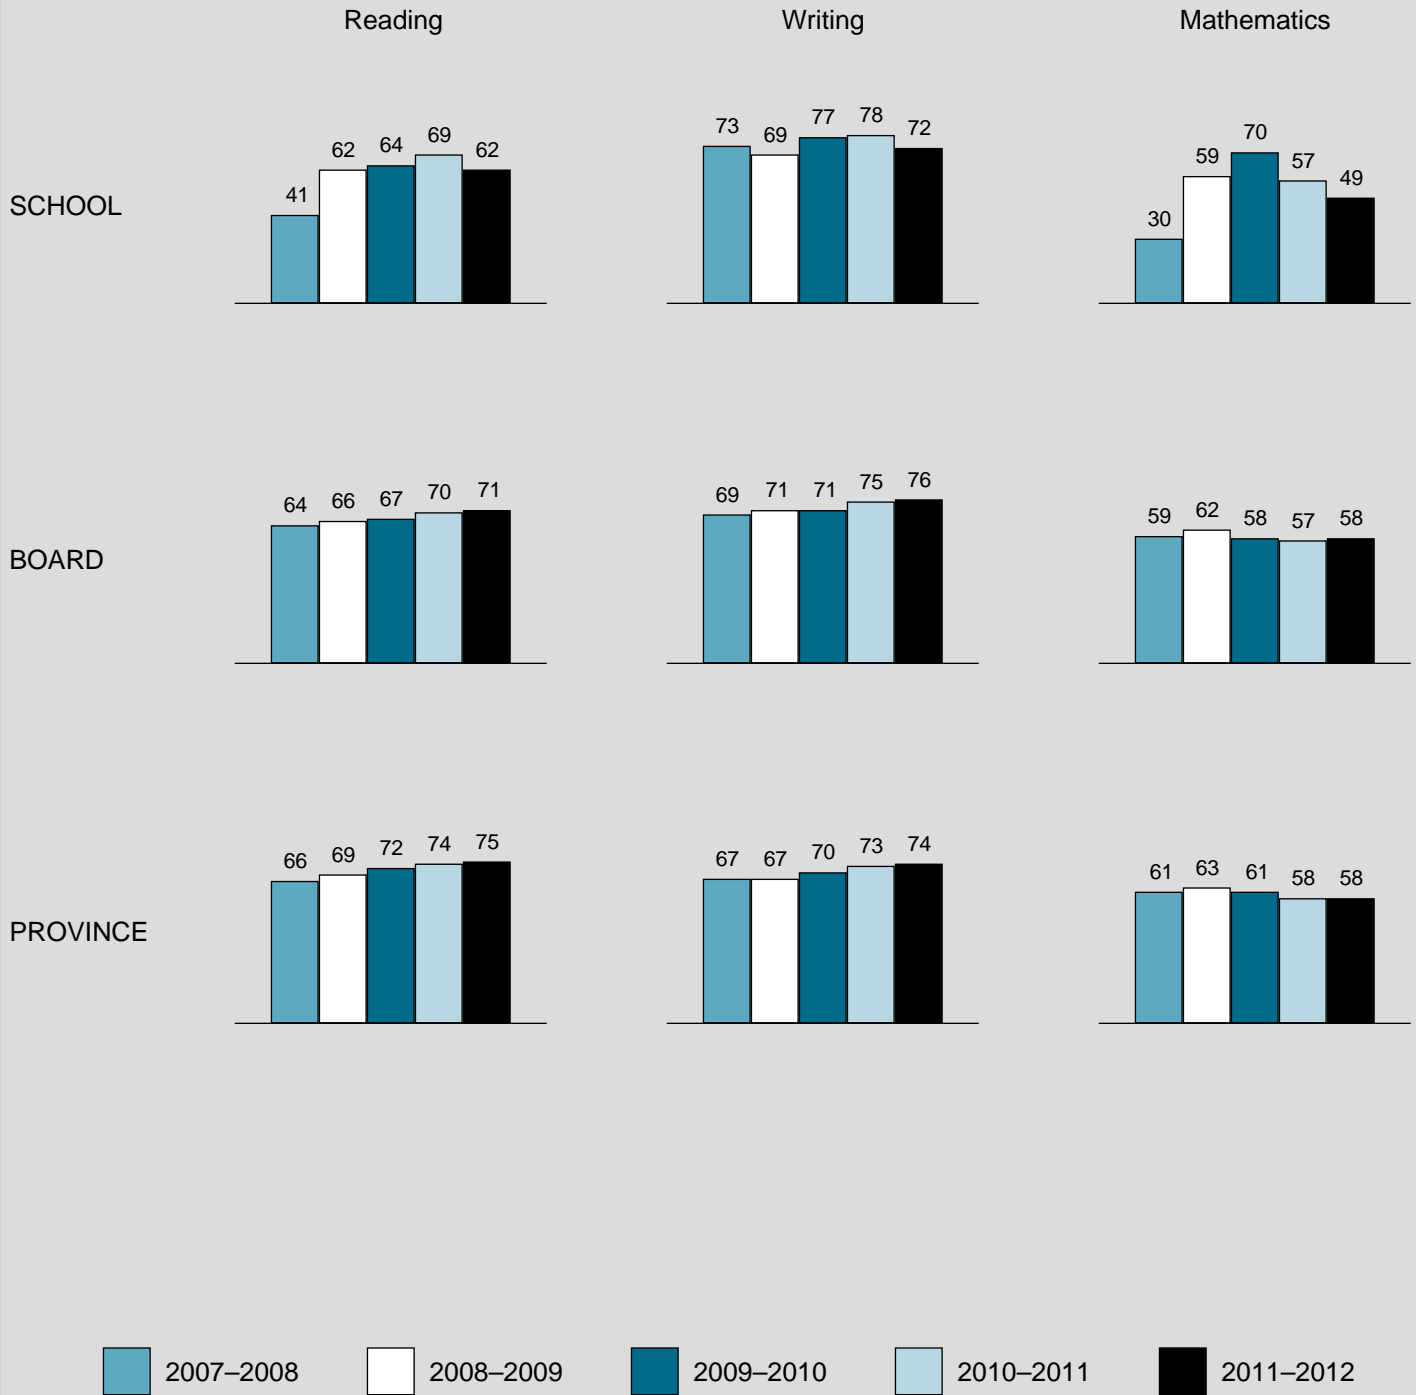 Reading Writing Mathematics
SCHOOL
41 62 64 69 62
73 69 77 78 72
30 59 70 57 49
BOARD
64 66 67 70 71
69 71 71 75 76
59 62 58 57 58
PROVINCE
66 69 72 74 75
67 67 70 73 74
61 63 61 58 58
2007–2008 2008–2009 2009–2010 2010–2011 2011–2012